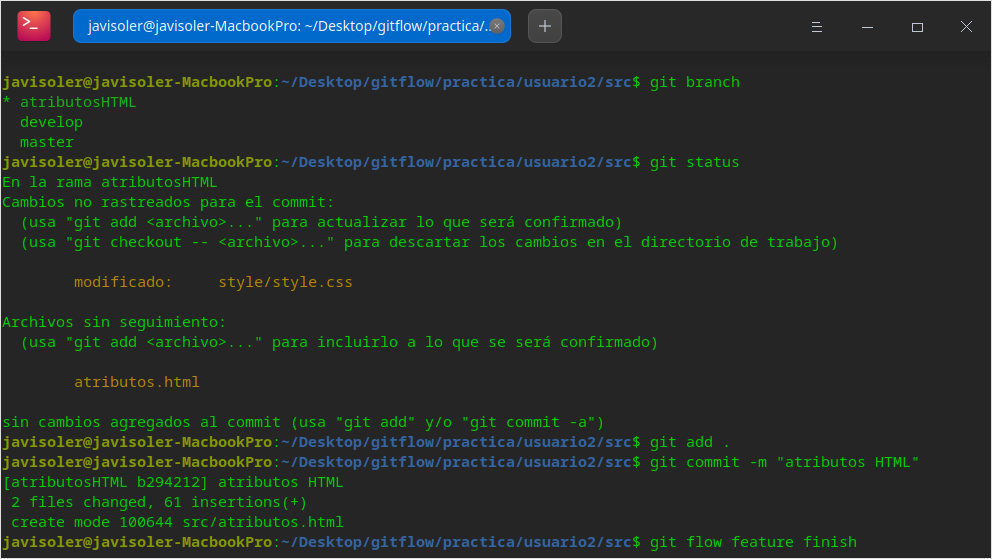 javisoler@javisoler-MacbookPro: ~/Desktop/gitflow/practica/..
javisoler@javisoler-MacbookPro:~/Desktop/gitflow/practica/usuario2/src$ git branch
* atributosHTML
  develop
  master
javisoler@javisoler-MacbookPro:~/Desktop/gitflow/practica/usuario2/src$ git status
En la rama atributosHTML
Cambios no rastreados para el commit:
  (usa "git add <archivo>..." para actualizar lo que será confirmado)
  (usa "git checkout -- <archivo>..." para descartar los cambios en el directorio de trabajo)
        modificado:     style/style.css
Archivos sin seguimiento:
  (usa "git add <archivo>..." para incluirlo a lo que se será confirmado)
        atributos.html
sin cambios agregados al commit (usa "git add" y/o "git commit -a")
javisoler@javisoler-MacbookPro:~/Desktop/gitflow/practica/usuario2/src$ git add .
javisoler@javisoler-MacbookPro:~/Desktop/gitflow/practica/usuario2/src$ git commit -m "atributos HTML"
[atributosHTML b294212] atributos HTML
 2 files changed, 61 insertions(+)
 create mode 100644 src/atributos.html
javisoler@javisoler-MacbookPro:~/Desktop/gitflow/practica/usuario2/src$ git flow feature finish